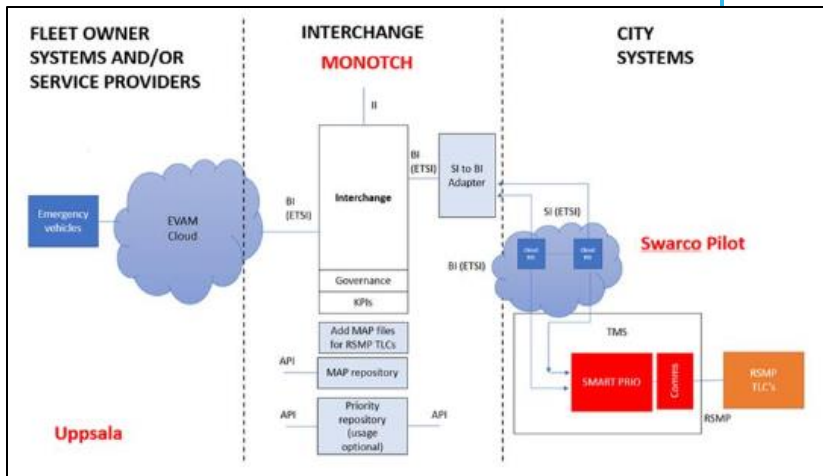 FLEET OWNER
SYSTEMS AND/OR
SERVICE PROVIDERS
INTERCHANGE
MONOTCH
CITY
SYSTEMS
II
BI
(ETSI)
SI to BI
Adapter
Interchange
BI
(ETSI)
Emergency
vehicles
EVAM
Cloud
SI (ETSI)
BI (ETSI)
Swarco Pilot
Governance
KPIs
Add MAP files
for RSMP TLCs
API
MAP repository
API
Priority
repository
(usage
optional)
API
TMS
SMART PRIO
Comms
RSMP
TLC's
RSMP
Uppsala